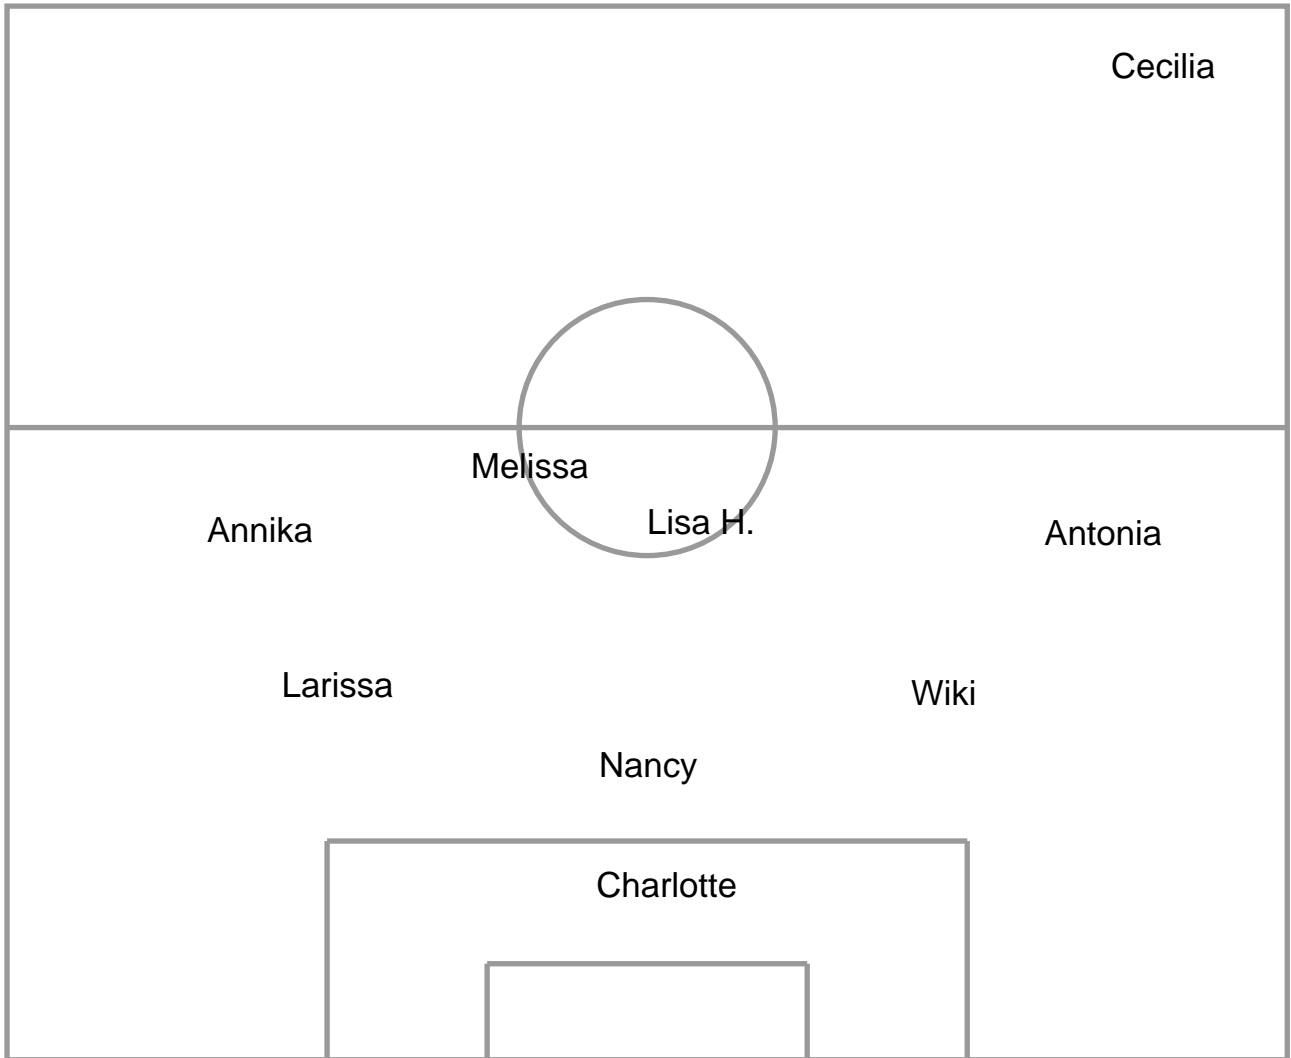 Cecilia
Melissa
Lisa H.
Annika
Antonia
Larissa
Wiki
Nancy
Charlotte